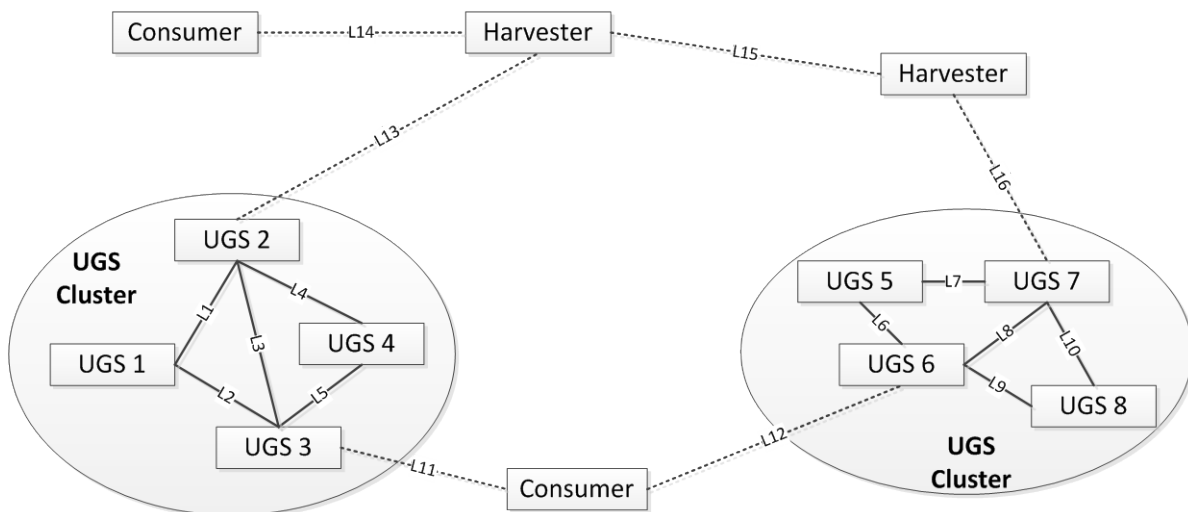 Consumer
L14
Harvester
L15
Harvester
L13
L16
UGS 2
UGS
Cluster
L1
L4
L3
UGS 1
UGS 4
L2
L5
UGS 3
UGS 5
L7
UGS 7
L6
L8
L10
UGS 6
L9
UGS 8
UGS
Cluster
L11
L12
Consumer